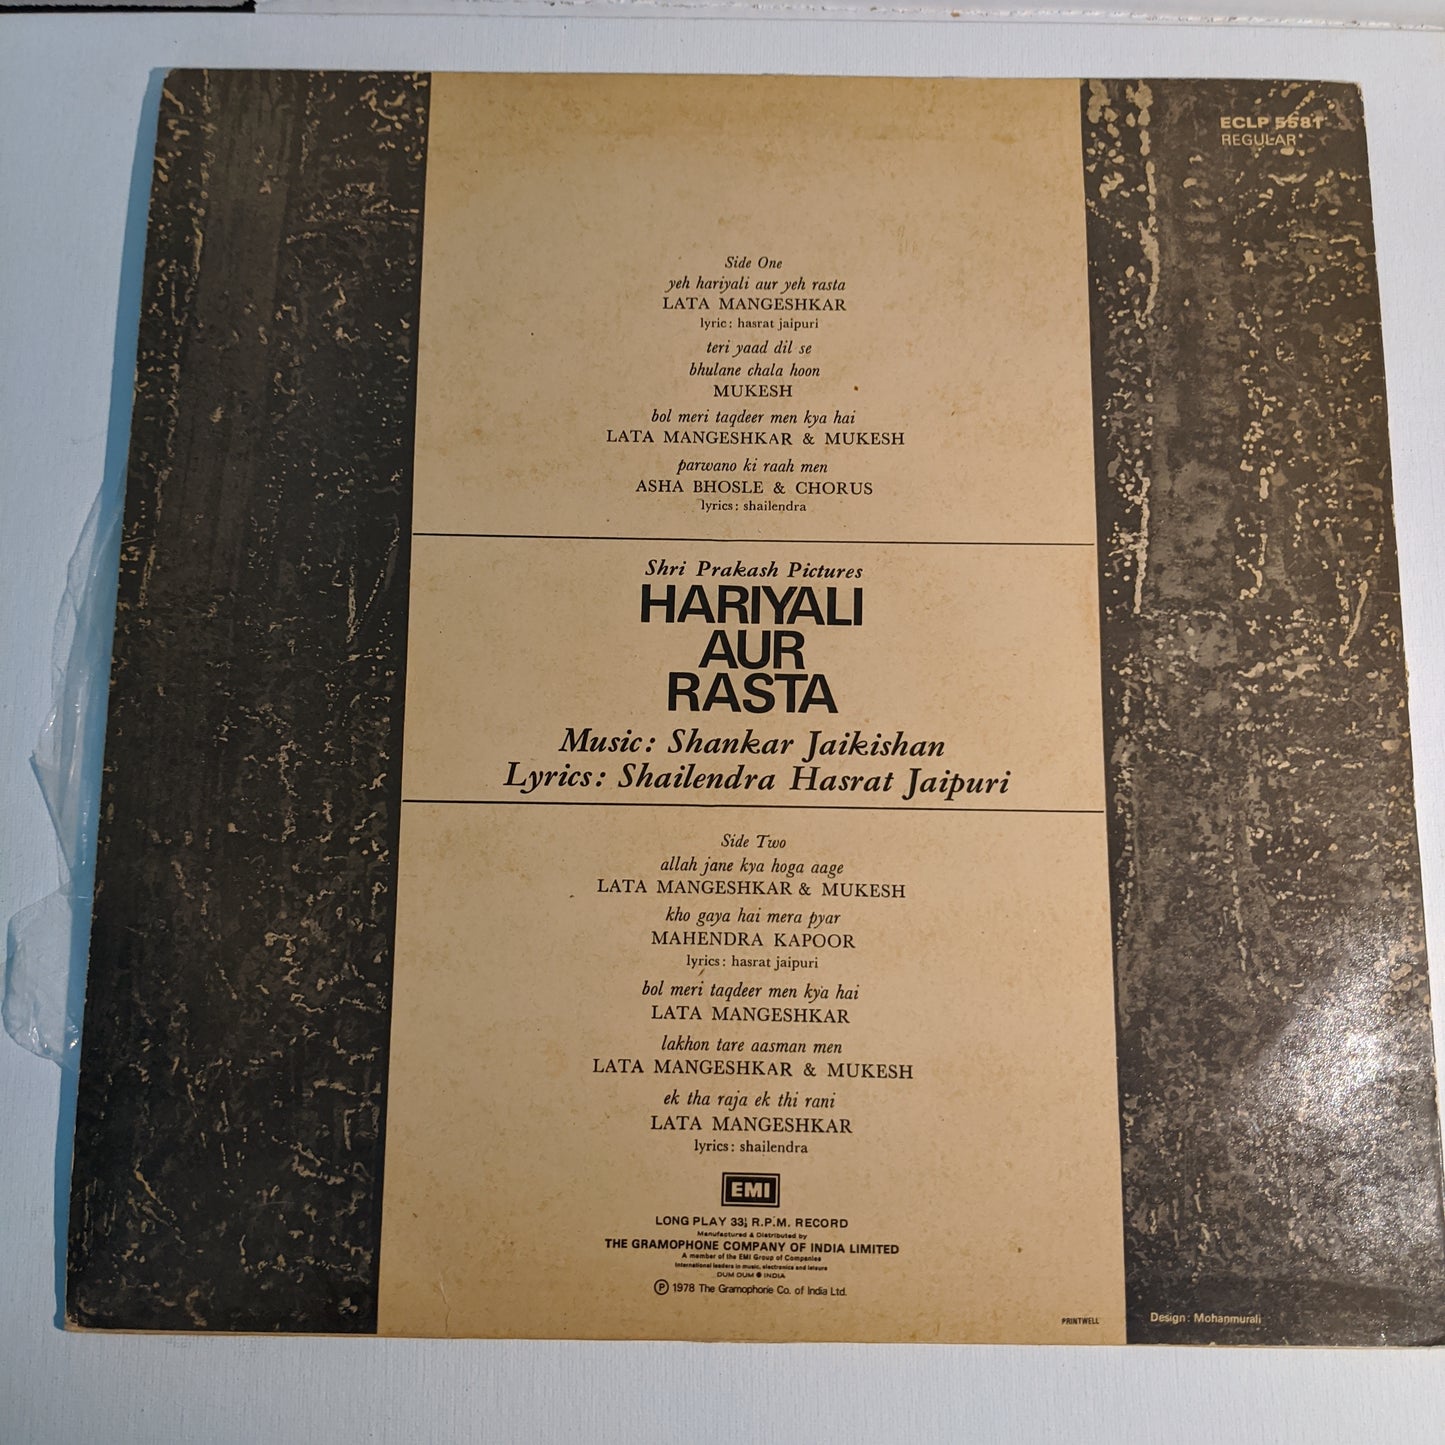 ECLP 5581
REGULAR
Side One
yeh hariyali aur yeh rasta
LATA MANGESHKAR
lyric: hasrat jaipuri
teri yaad dil se
bhulane chala hoon
MUKESH
bol meri taqdeer men kya hai
LATA MANGESHKAR & MUKESH
parwano ki raah men
ASHA BHOSLE & CHORUS
lyrics: shailendra
Shri Prakash Pictures
HARIYALI
AUR
RASTA
Music: Shankar Jaikishan
Lyrics: Shailendra Hasrat Jaipuri
Side Two
allah jane kya hoga aage
LATA MANGESHKAR & MUKESH
kho gaya hai mera pyar
MAHENDRA KAPOOR
lyrics: hasrat jaipuri
bol meri taqdeer men kya hai
LATA MANGESHKAR
lakhon tare aasman men
LATA MANGESHKAR & MUKESH
ek tha raja ek thi rani
LATA MANGESHKAR
lyrics: shailendra
EMI
LONG PLAY 33⅓ R.P.M. RECORD
Manufactured & Distributed by
THE GRAMOPHONE COMPANY OF INDIA LIMITED
A member of the EMI Group of Companies
International leaders in music, electronics and leisure
DUM DUM ● INDIA
℗ 1978 The Gramophone Co. of India Ltd.
PRINTWELL
Design: Mohanmurali